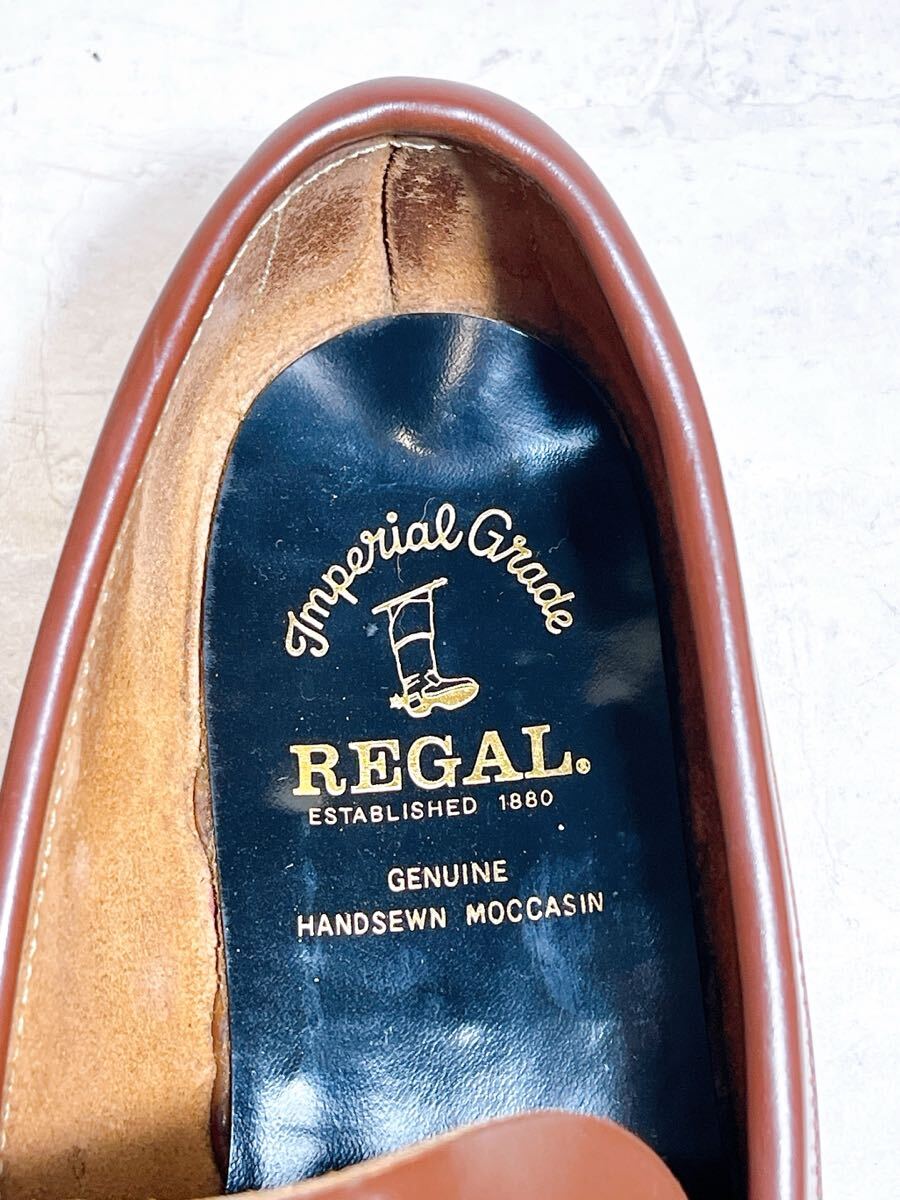 Imperial Grade
REGAL®
ESTABLISHED 1880
GENUINE
HANDSEWN MOCCASIN